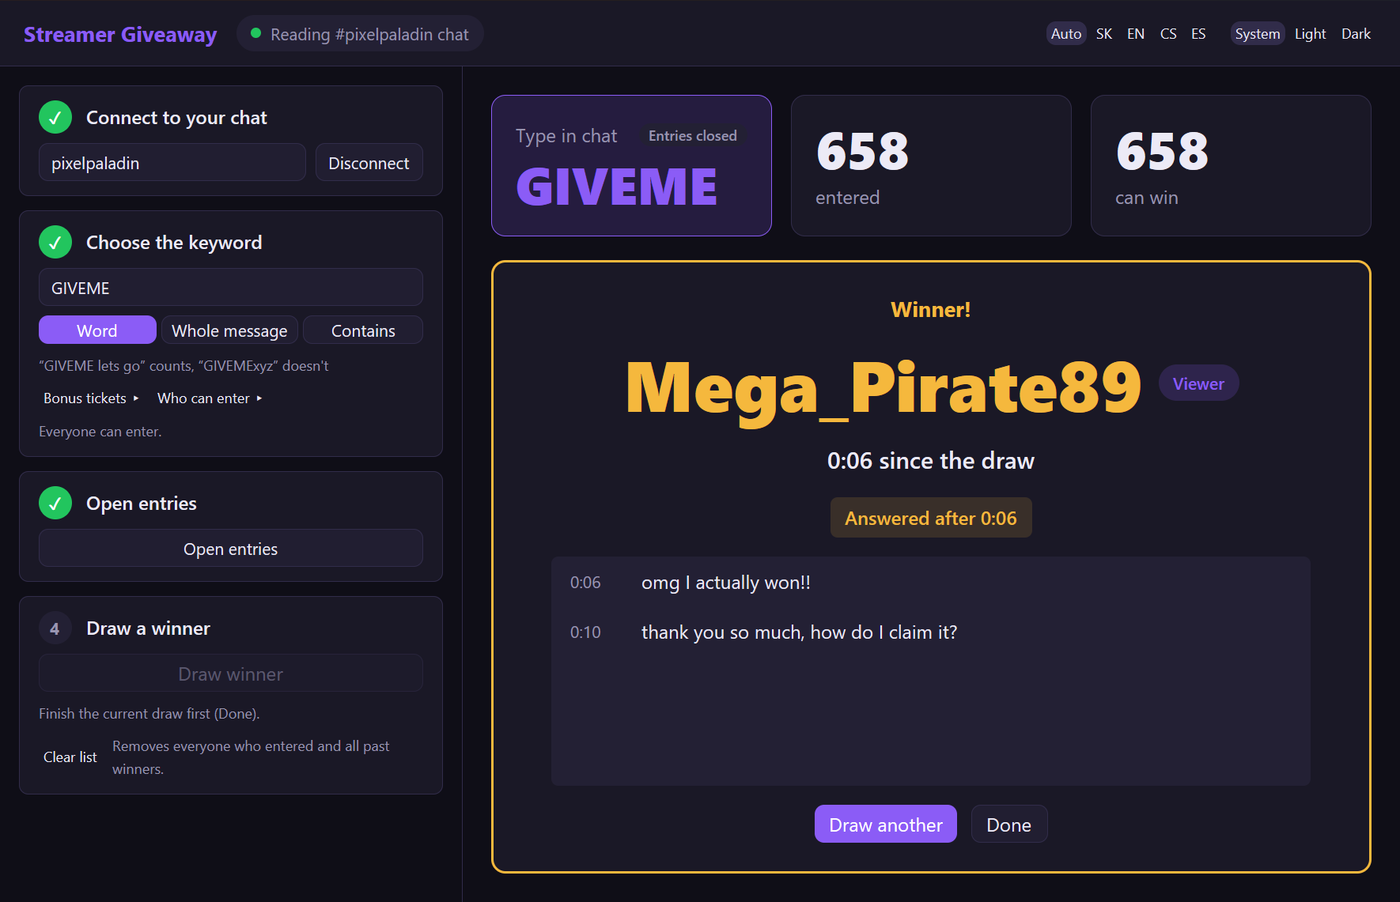 Streamer Giveaway
Reading #pixelpaladin chat
Auto SK EN CS ES System Light Dark
Connect to your chat
pixelpaladin
Disconnect
Choose the keyword
GIVEME
Word
Whole message
Contains
“GIVEME lets go” counts, “GIVEMExyz” doesn't
Bonus tickets ▸ Who can enter ▸
Everyone can enter.
Open entries
Open entries
4 Draw a winner
Draw winner
Finish the current draw first (Done).
Clear list
Removes everyone who entered and all past
winners.
Type in chat
Entries closed
GIVEME
658
entered
658
can win
Winner!
Mega_Pirate89
Viewer
0:06 since the draw
Answered after 0:06
0:06 omg I actually won!!
0:10 thank you so much, how do I claim it?
Draw another
Done